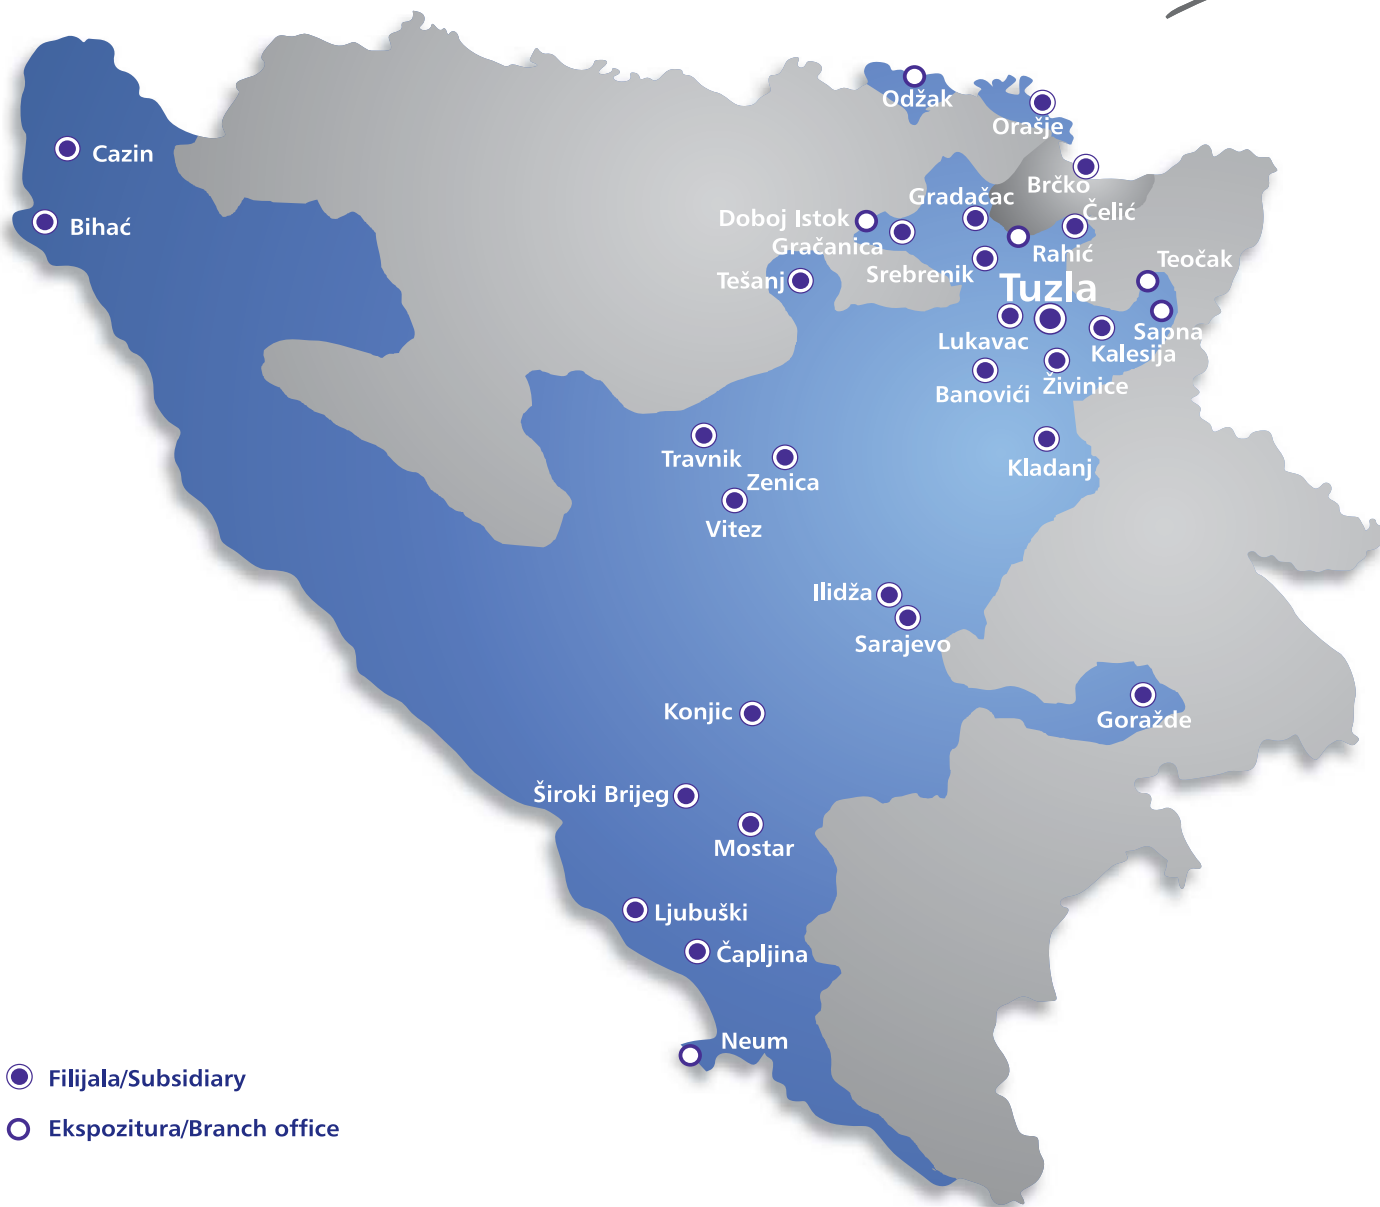 Odžak
Orašje
Cazin
Brčko
Gradačac
Čelić
Doboj Istok
Bihać
Gračanica
Rahić
Teočak
Srebrenik
Tešanj
Tuzla
Sapna
Lukavac
Kalesija
Živinice
Banovići
Travnik
Kladanj
Zenica
Vitez
Ilidža
Sarajevo
Konjic
Goražde
Široki Brijeg
Mostar
Ljubuški
Čapljina
Neum
Filijala/Subsidiary
Ekspozitura/Branch office